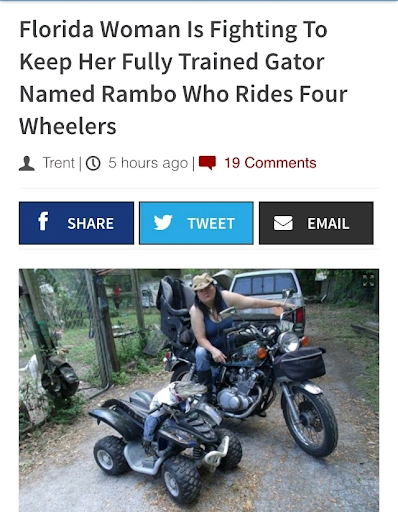 Florida Woman Is Fighting To
Keep Her Fully Trained Gator
Named Rambo Who Rides Four
Wheelers
Trent | 5 hours ago | 19 Comments
f SHARE TWEET EMAIL